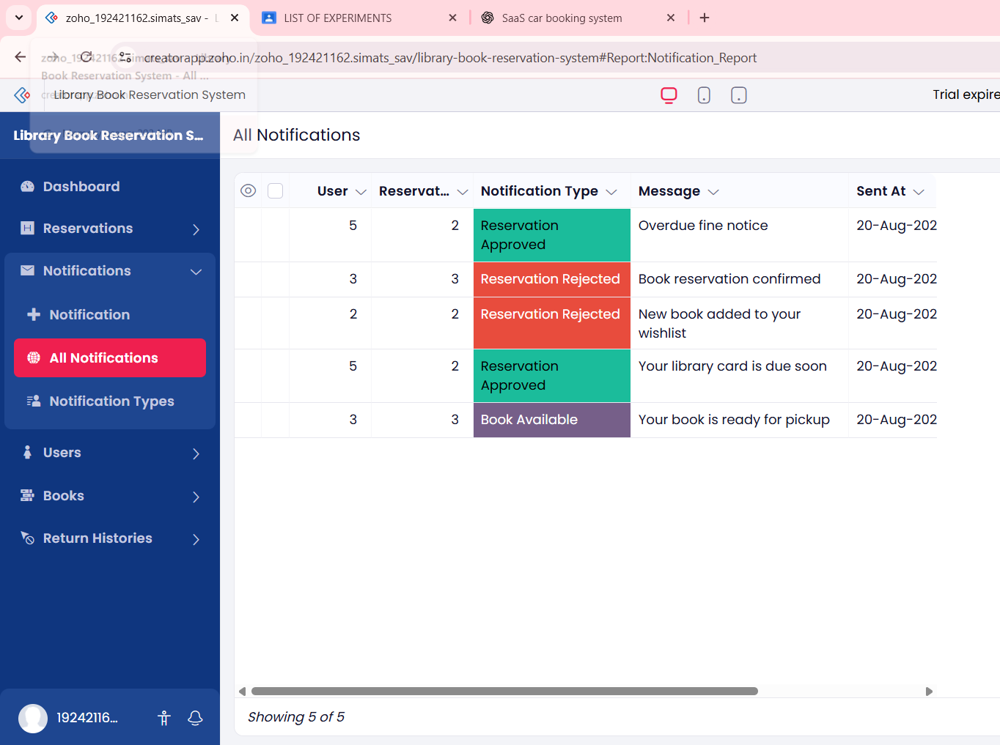 zoho_192421162.simats_sav -
LIST OF EXPERIMENTS
SaaS car booking system
creatorapp.zoho.in/zoho_192421162.simats_sav/library-book-reservation-system#Report:Notification_Report
Book Reservation System - All ...
Library Book Reservation System
Trial expire
Library Book Reservation S...
All Notifications
Dashboard
Reservations
Notifications
Notification
All Notifications
Notification Types
Users
Books
Return Histories
19242116...
User Reservat... Notification Type Message Sent At
5 2 Reservation Approved Overdue fine notice 20-Aug-202
3 3 Reservation Rejected Book reservation confirmed 20-Aug-202
2 2 Reservation Rejected New book added to your wishlist 20-Aug-202
5 2 Reservation Approved Your library card is due soon 20-Aug-202
3 3 Book Available Your book is ready for pickup 20-Aug-202
Showing 5 of 5